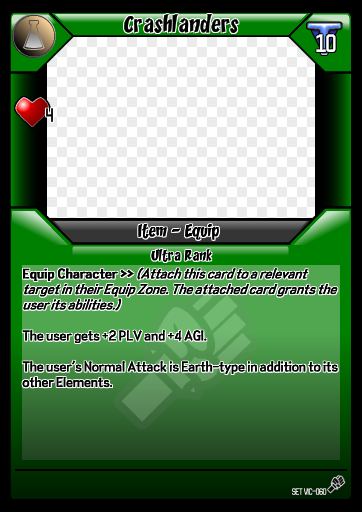 Crashlanders
10
4
Item - Equip
Ultra Rank
Equip Character >> (Attach this card to a relevant
target in their Equip Zone. The attached card grants the
user its abilities.)
The user gets +2 PLV and +4 AGI.
The user's Normal Attack is Earth-type in addition to its
other Elements.
SET VIC-060